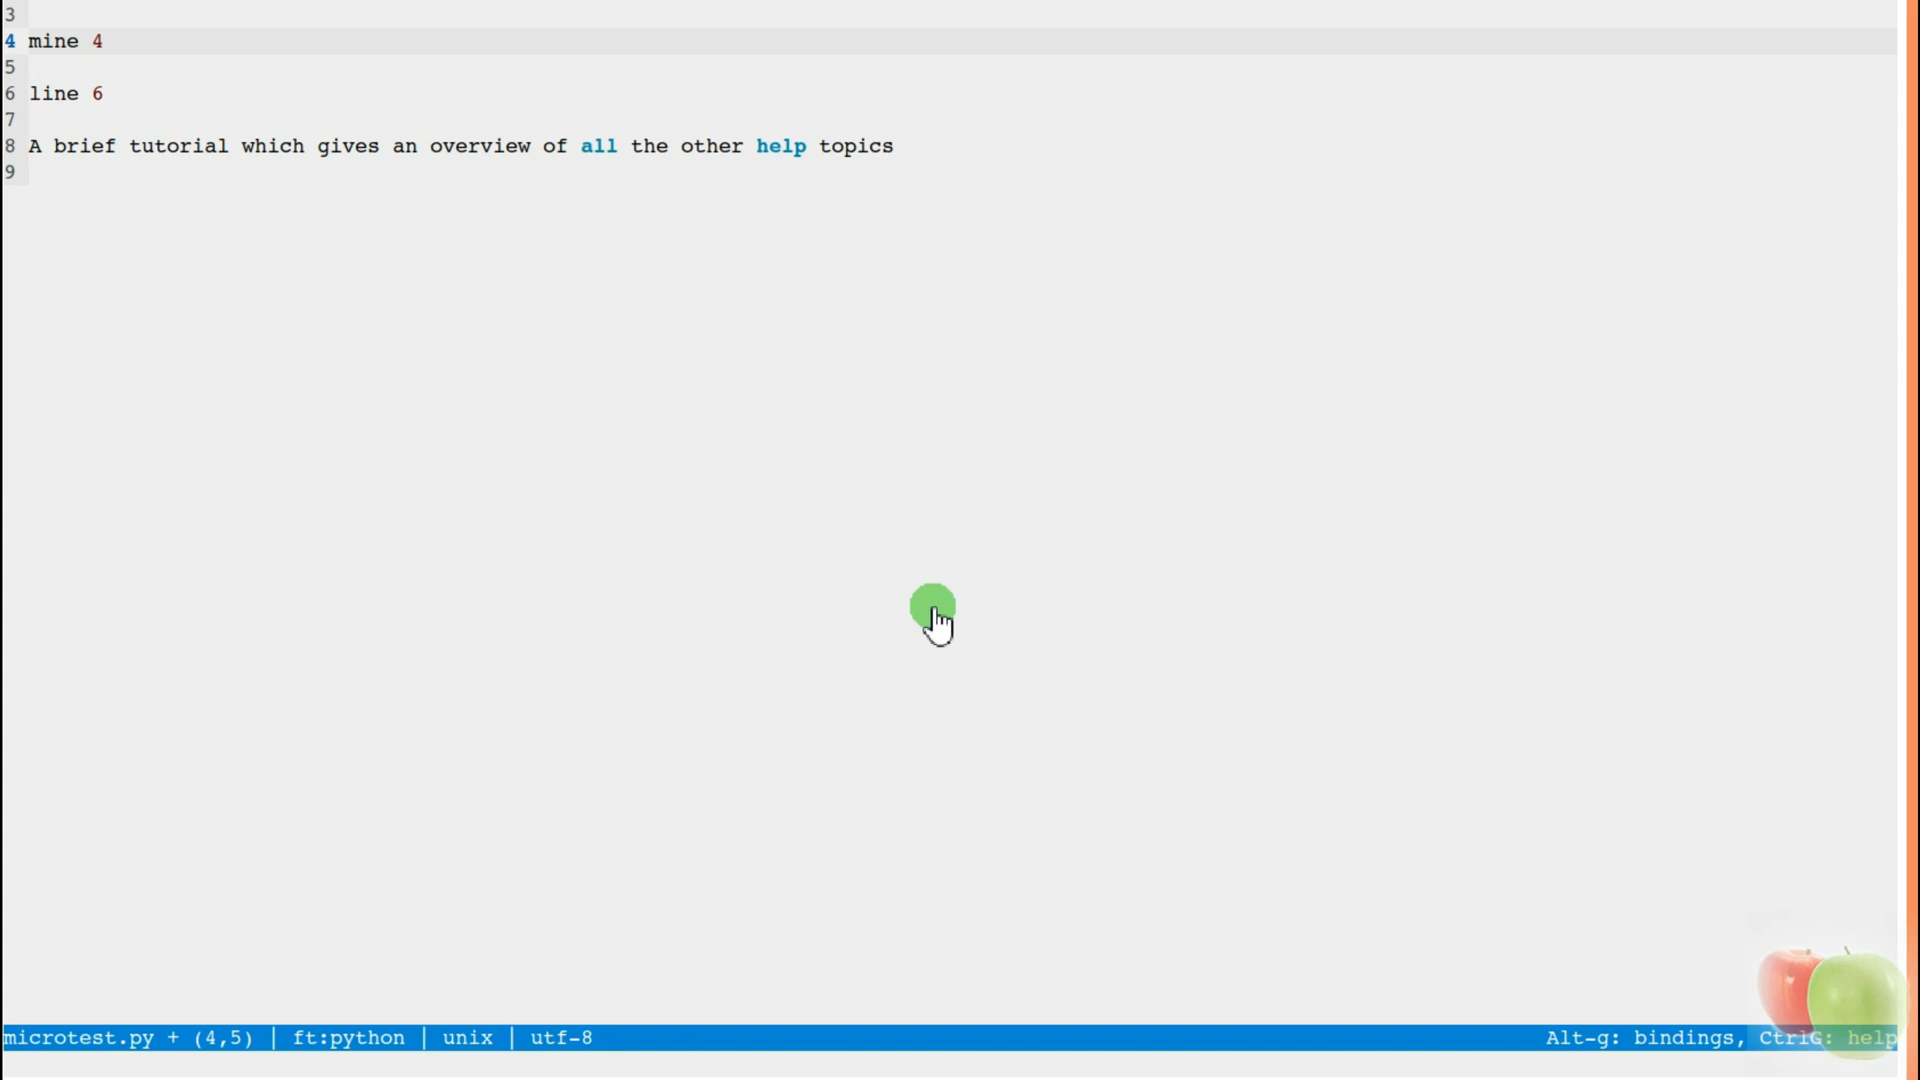 3
4 mine 4
5
6 line 6
7
8 A brief tutorial which gives an overview of all the other help topics
9
microtest.py + (4,5) | ft:python | unix | utf-8 Alt-g: bindings, CtrlG: help